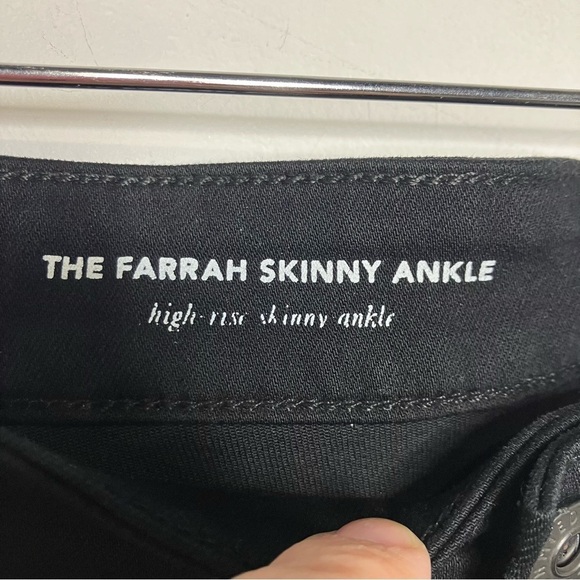 THE FARRAH SKINNY ANKLE
high-rise skinny ankle